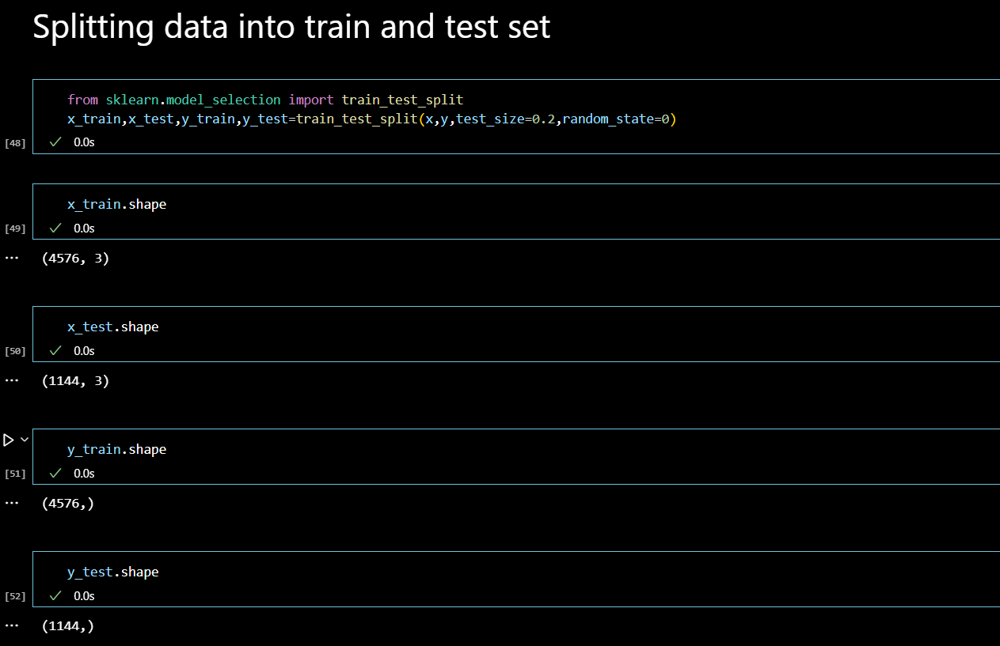 Splitting data into train and test set
from sklearn.model_selection import train_test_split
x_train,x_test,y_train,y_test=train_test_split(x,y,test_size=0.2,random_state=0)
[48] 0.0s
x_train.shape
[49] 0.0s
... (4576, 3)
x_test.shape
[50] 0.0s
... (1144, 3)
y_train.shape
[51] 0.0s
... (4576,)
y_test.shape
[52] 0.0s
... (1144,)